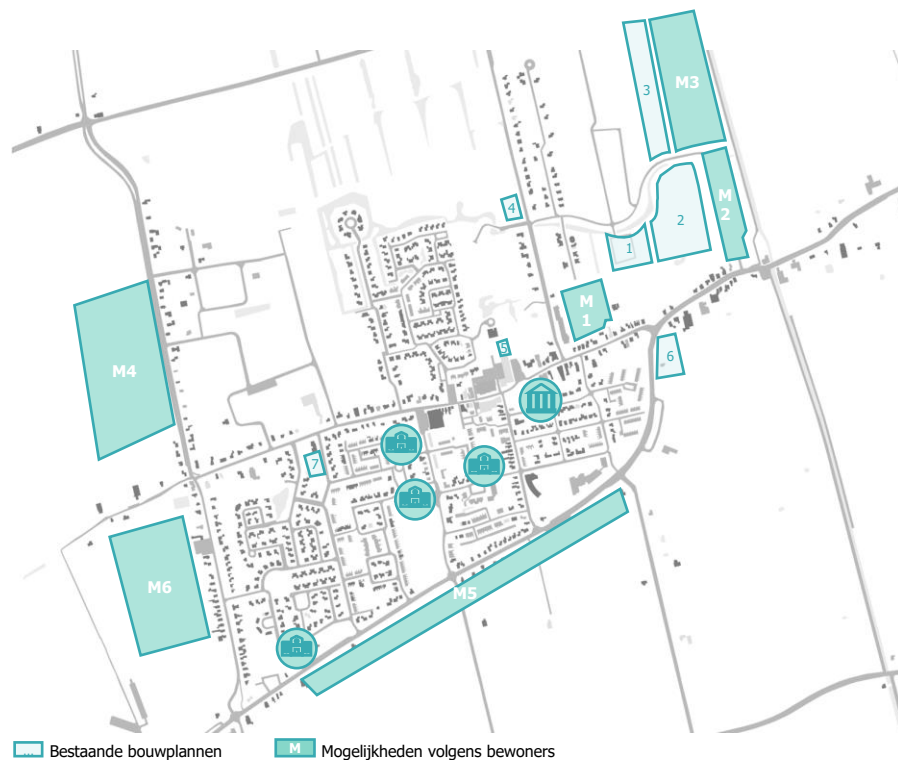 M3
3
M
2
4
2
1
M
1
5
6
M4
7
M6
M5
... Bestaande bouwplannen
M Mogelijkheden volgens bewoners